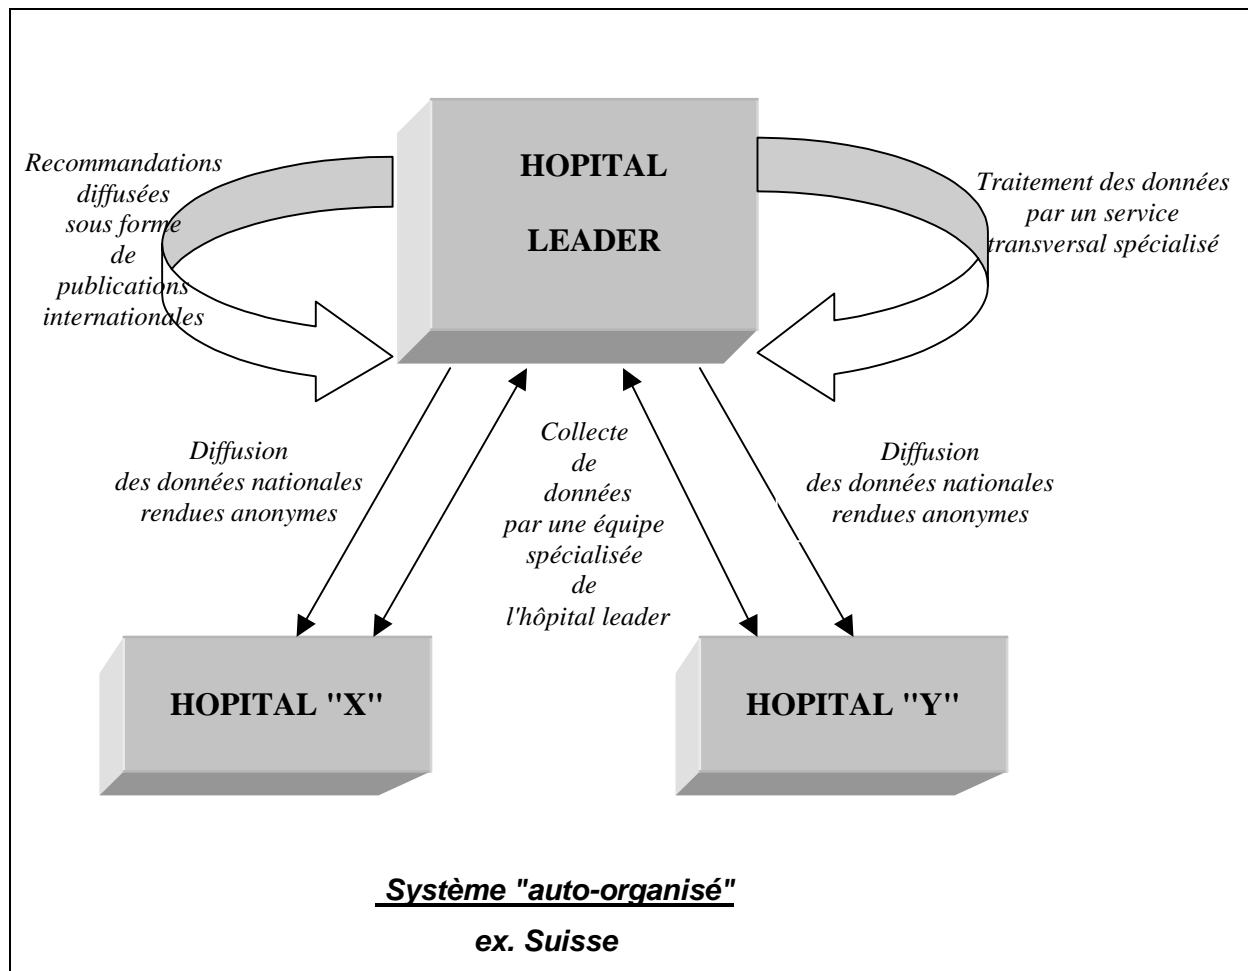 HOPITAL
LEADER
Recommandations
diffusées
sous forme
de
publications
internationales
Traitement des données
par un service
transversal spécialisé
Diffusion
des données nationales
rendues anonymes
Collecte
de
données
par une équipe
spécialisée
de
l'hôpital leader
Diffusion
des données nationales
rendues anonymes
HOPITAL "X"
HOPITAL "Y"
Système "auto-organisé"
ex. Suisse